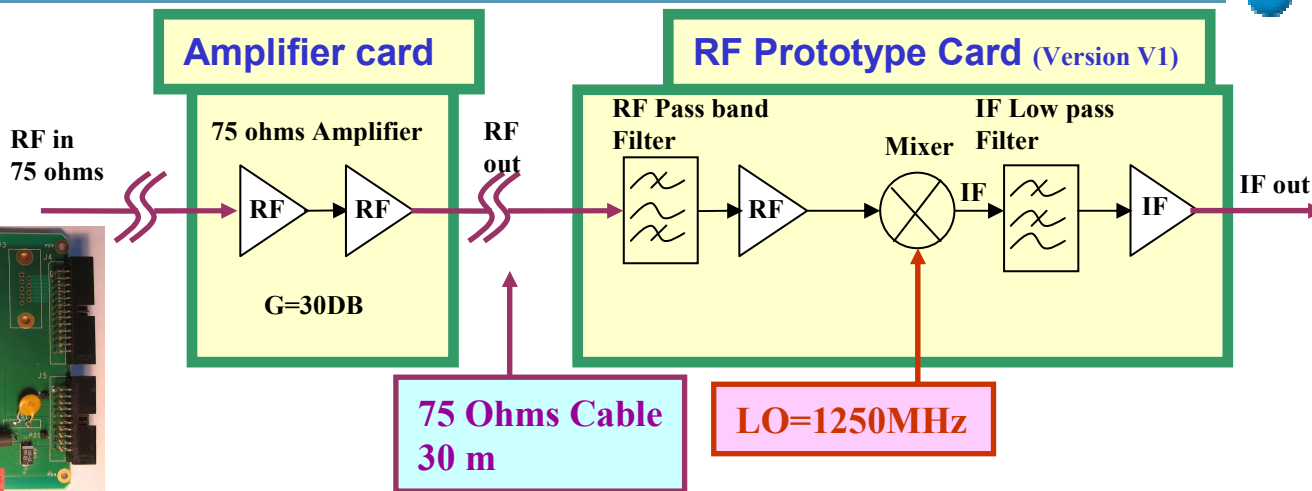 Amplifier card
RF Prototype Card (Version V1)
RF in
75 ohms
75 ohms Amplifier
RF
RF
G=30DB
RF
out
RF Pass band
Filter
RF
Mixer
IF
IF Low pass
Filter
IF
IF out
75 Ohms Cable
30 m
LO=1250MHz
J4
J5